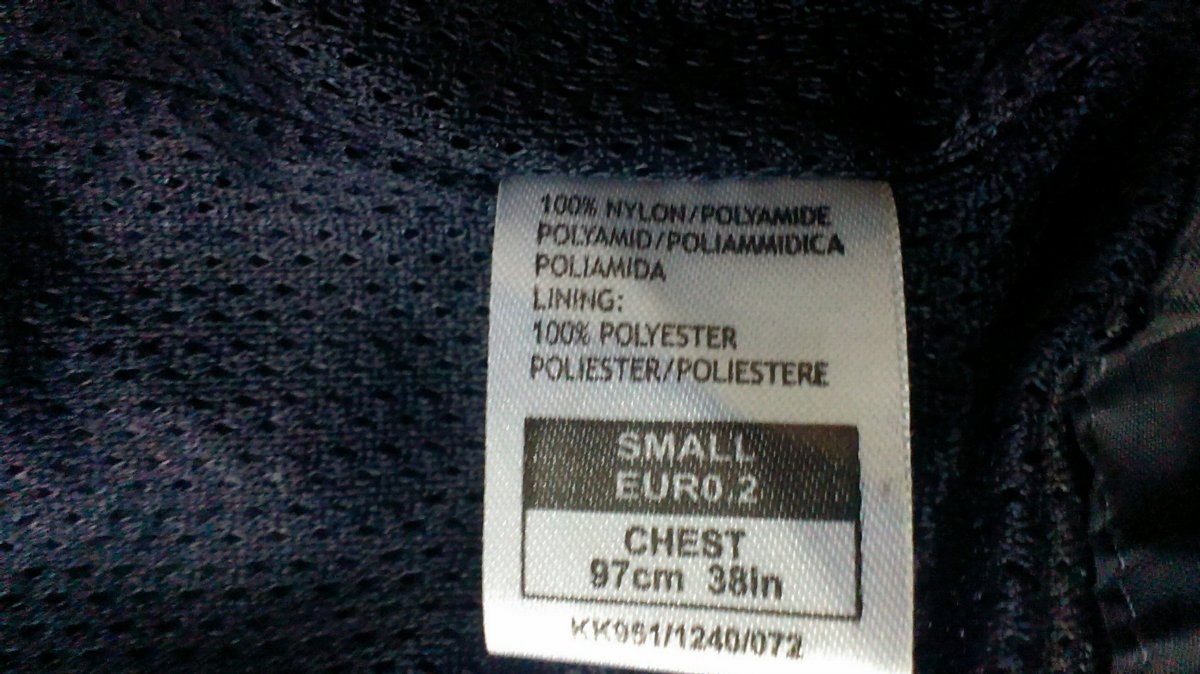 100% NYLON/POLYAMIDE
POLYAMID/POLIAMMIDICA
POLIAMIDA
LINING:
100% POLYESTER
POLIESTER/POLIESTERE
SMALL
EUR0.2
CHEST
97cm 38in
KK951/1240/072